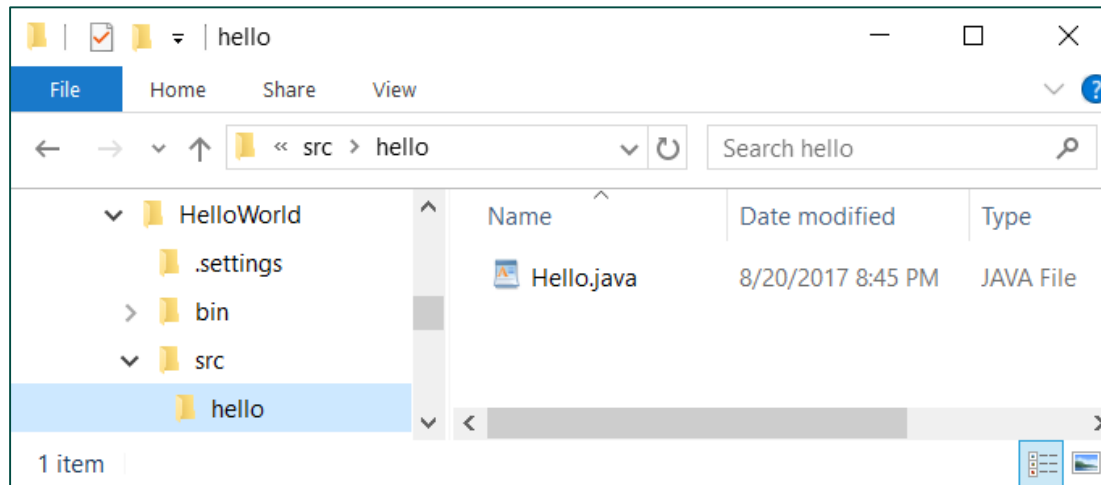 hello
File Home Share View ?
« src > hello Search hello
HelloWorld
.settings
bin
src
hello
Name Date modified Type
Hello.java 8/20/2017 8:45 PM JAVA File
1 item